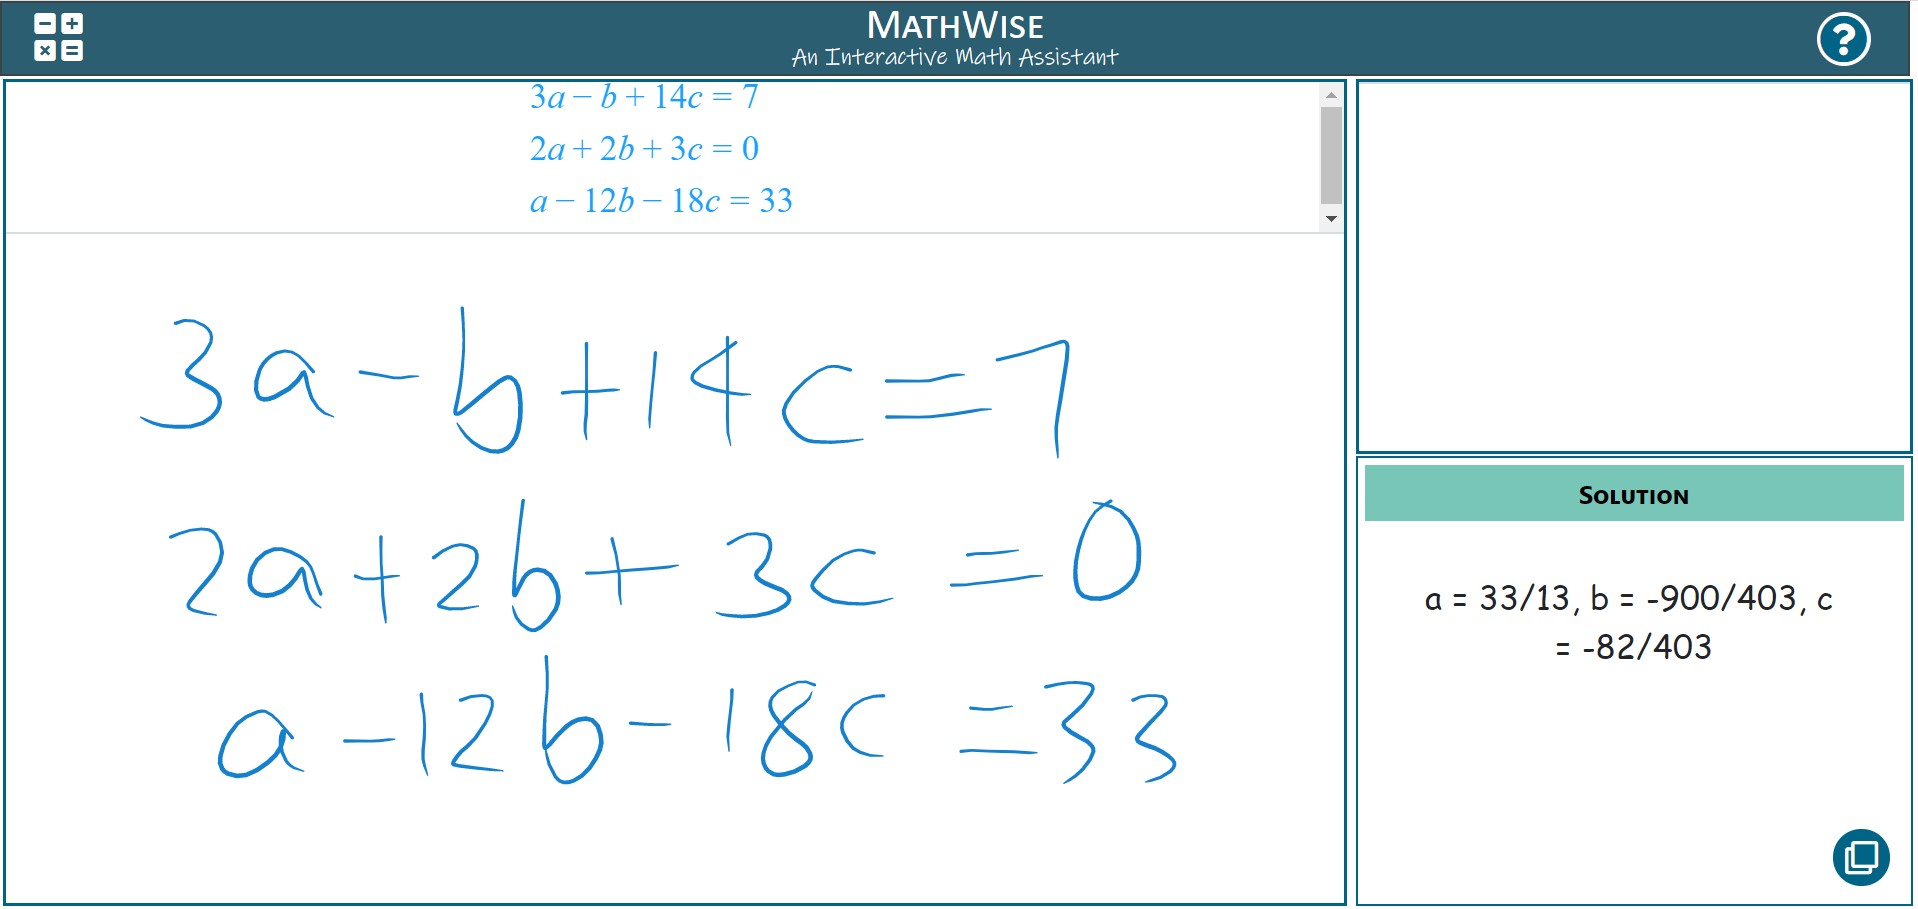 MATHWISE
An Interactive Math Assistant
?
3a − b + 14c = 7
2a + 2b + 3c = 0
a − 12b − 18c = 33
3a-b+14c=7
2a+2b+3c=0
a-12b-18c=33
SOLUTION
a = 33/13, b = -900/403, c
= -82/403